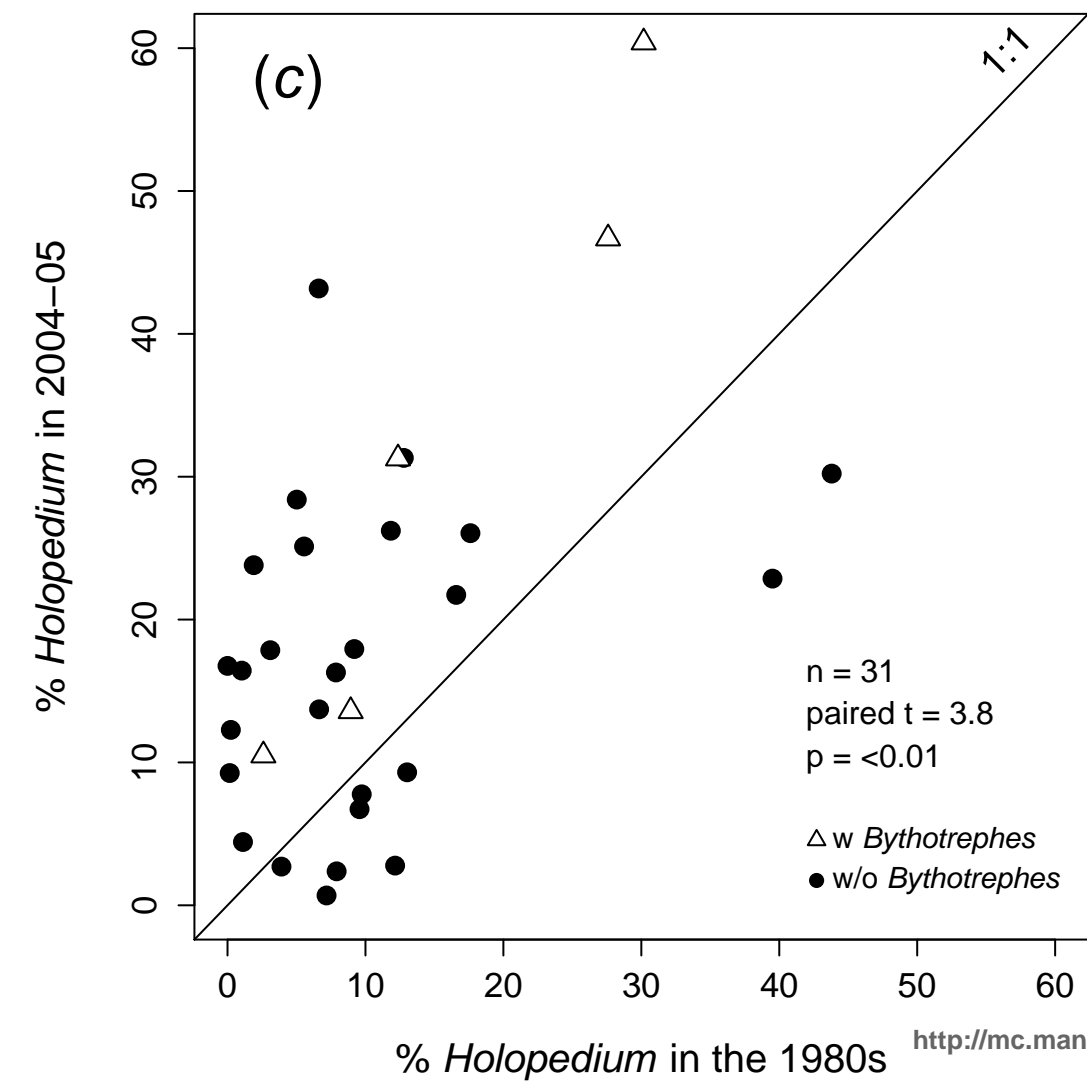 (c)
1:1
60
50
40
30
20
10
0
% Holopedium in 2004–05
n = 31
paired t = 3.8
p = <0.01
w Bythotrephes
w/o Bythotrephes
0 10 20 30 40 50 60
% Holopedium in the 1980s
http://mc.man